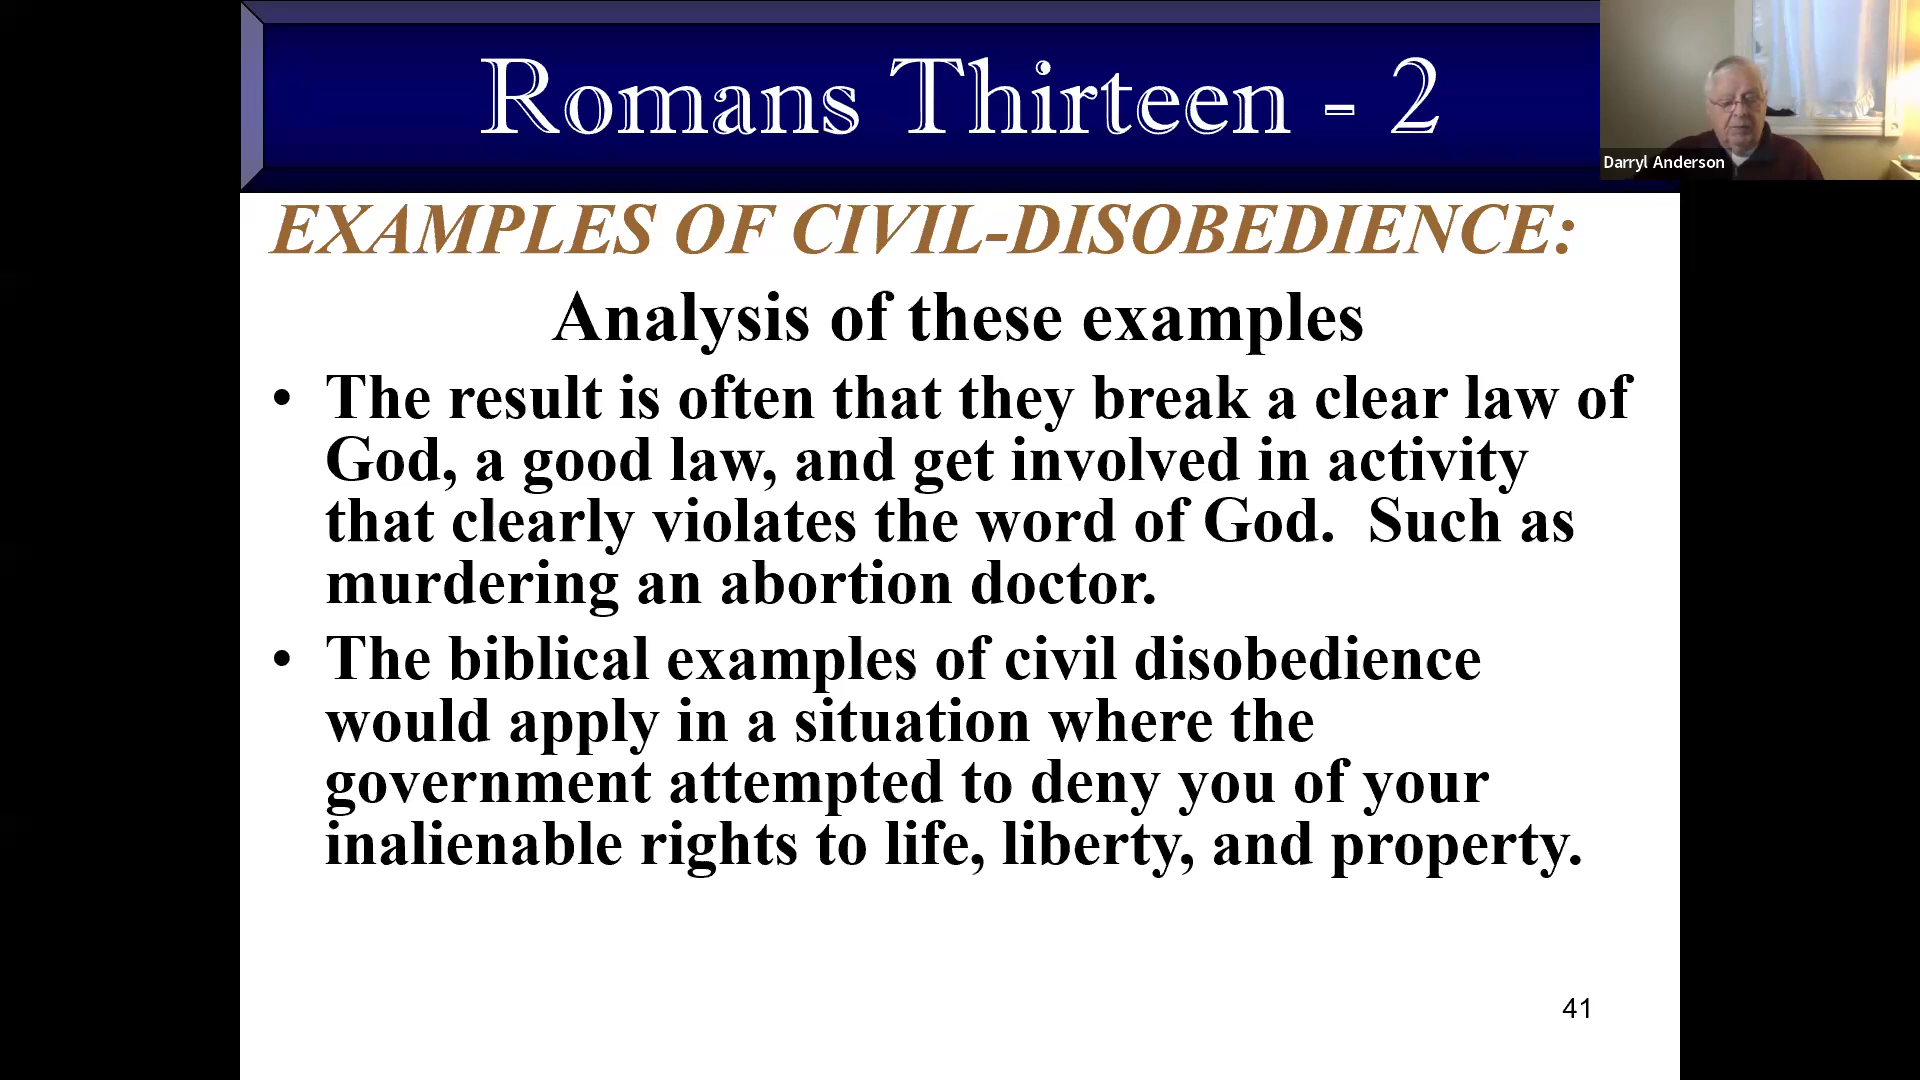 Romans Thirteen - 2
Darryl Anderson
EXAMPLES OF CIVIL-DISOBEDIENCE:
Analysis of these examples
• The result is often that they break a clear law of
God, a good law, and get involved in activity
that clearly violates the word of God.  Such as
murdering an abortion doctor.
• The biblical examples of civil disobedience
would apply in a situation where the
government attempted to deny you of your
inalienable rights to life, liberty, and property.
41